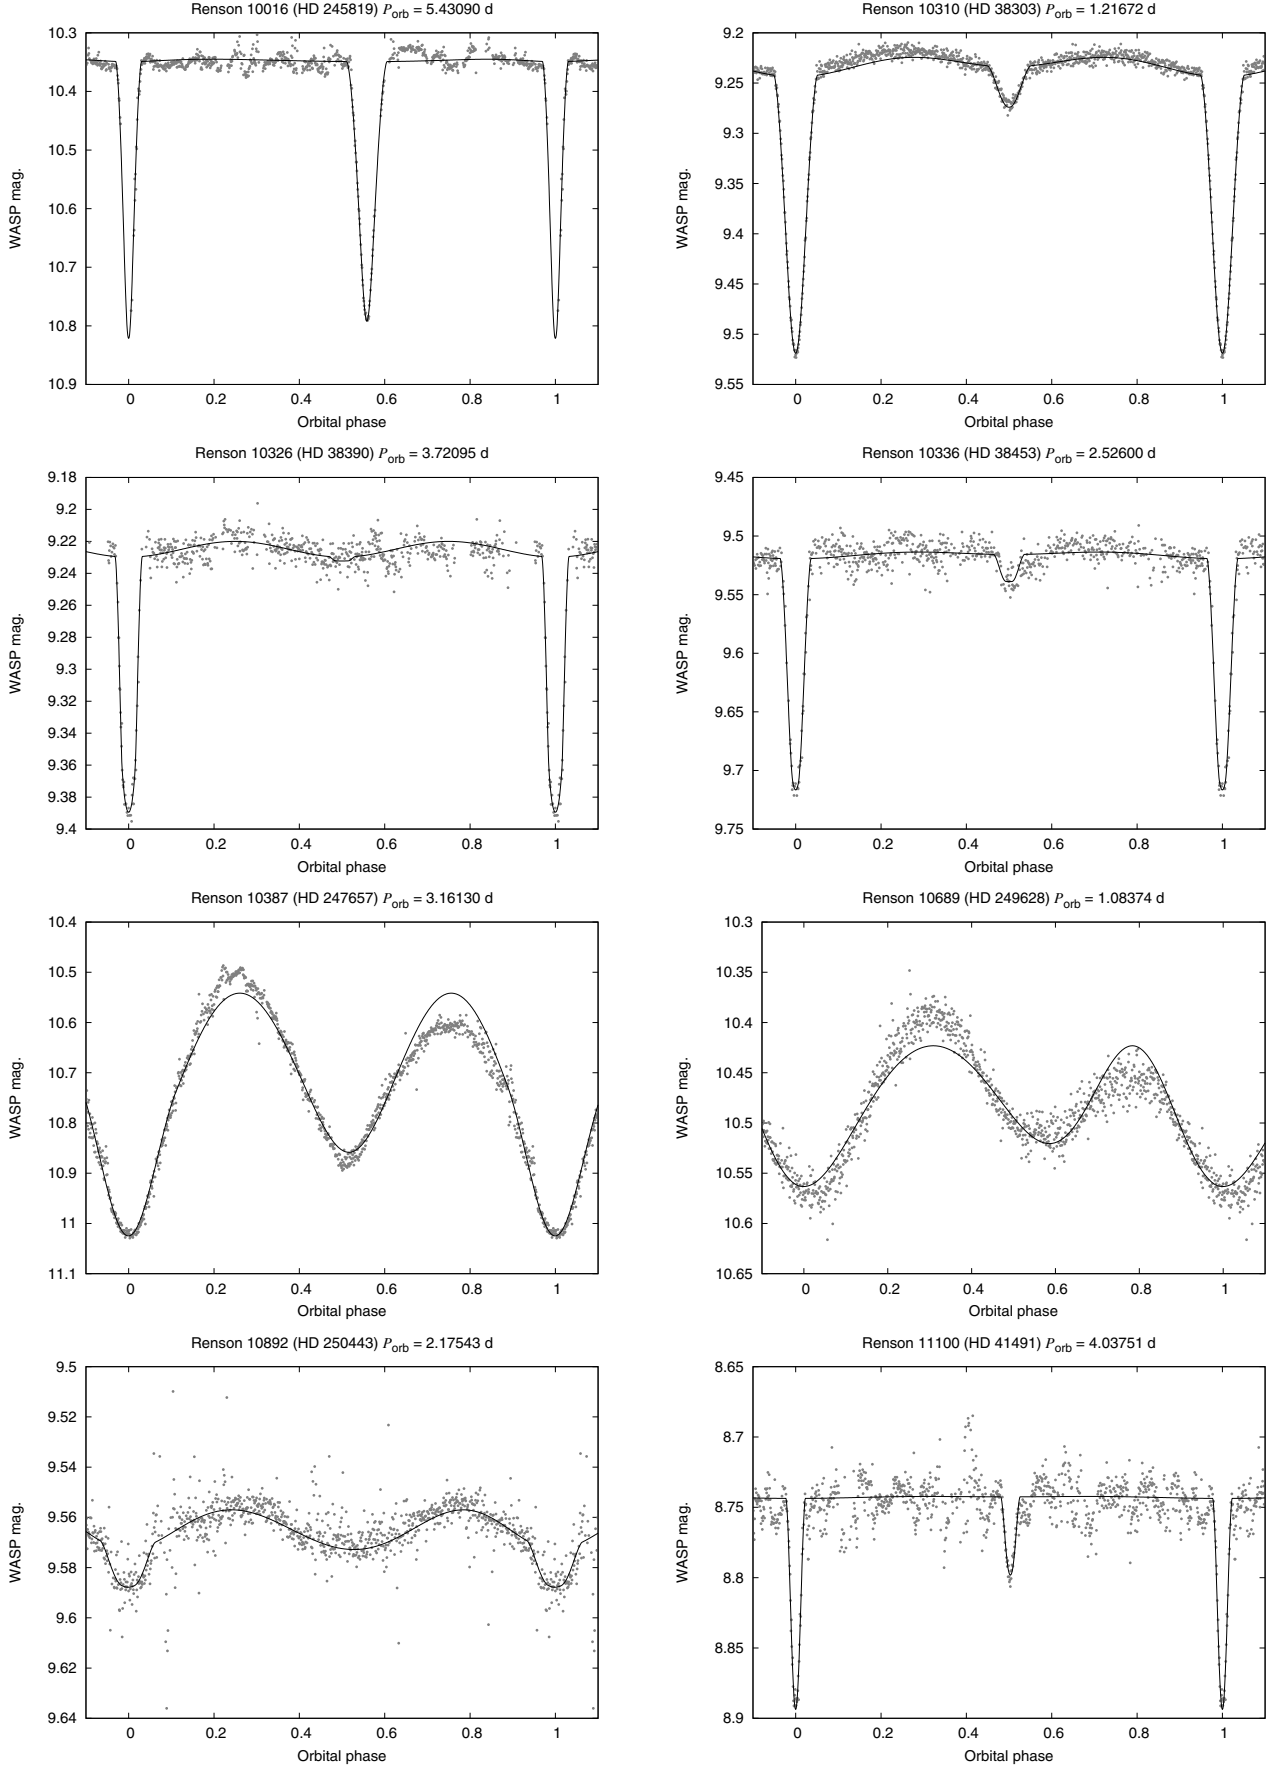 Renson 10016 (HD 245819) Porb = 5.43090 d
10.3
10.4
10.5
10.6
10.7
10.8
10.9
WASP mag.
0 0.2 0.4 0.6 0.8 1
Orbital phase
Renson 10310 (HD 38303) Porb = 1.21672 d
9.2
9.25
9.3
9.35
9.4
9.45
9.5
9.55
WASP mag.
0 0.2 0.4 0.6 0.8 1
Orbital phase
Renson 10326 (HD 38390) Porb = 3.72095 d
9.18
9.2
9.22
9.24
9.26
9.28
9.3
9.32
9.34
9.36
9.38
9.4
WASP mag.
0 0.2 0.4 0.6 0.8 1
Orbital phase
Renson 10336 (HD 38453) Porb = 2.52600 d
9.45
9.5
9.55
9.6
9.65
9.7
9.75
WASP mag.
0 0.2 0.4 0.6 0.8 1
Orbital phase
Renson 10387 (HD 247657) Porb = 3.16130 d
10.4
10.5
10.6
10.7
10.8
10.9
11
11.1
WASP mag.
0 0.2 0.4 0.6 0.8 1
Orbital phase
Renson 10689 (HD 249628) Porb = 1.08374 d
10.3
10.35
10.4
10.45
10.5
10.55
10.6
10.65
WASP mag.
0 0.2 0.4 0.6 0.8 1
Orbital phase
Renson 10892 (HD 250443) Porb = 2.17543 d
9.5
9.52
9.54
9.56
9.58
9.6
9.62
9.64
WASP mag.
0 0.2 0.4 0.6 0.8 1
Orbital phase
Renson 11100 (HD 41491) Porb = 4.03751 d
8.65
8.7
8.75
8.8
8.85
8.9
WASP mag.
0 0.2 0.4 0.6 0.8 1
Orbital phase